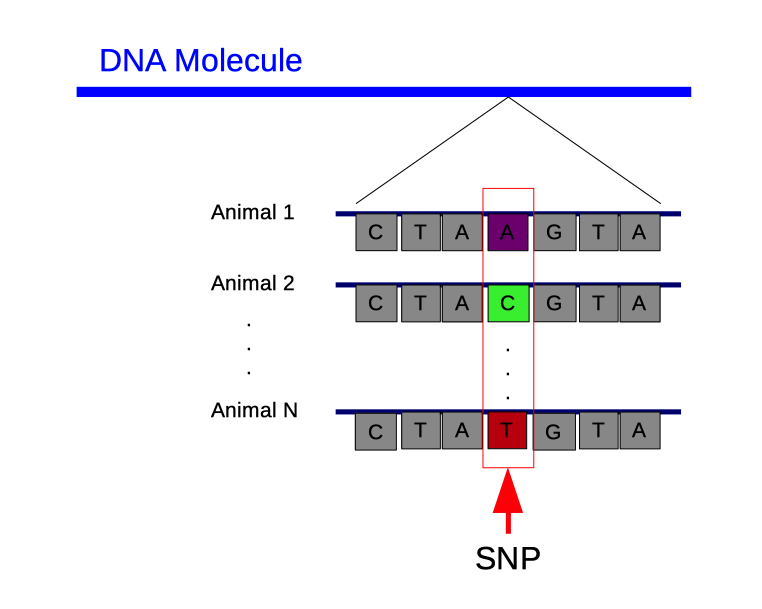 DNA Molecule
Animal 1 C T A A G T A
Animal 2 C T A C G T A
. .
. .
. .
Animal N C T A T G T A
SNP